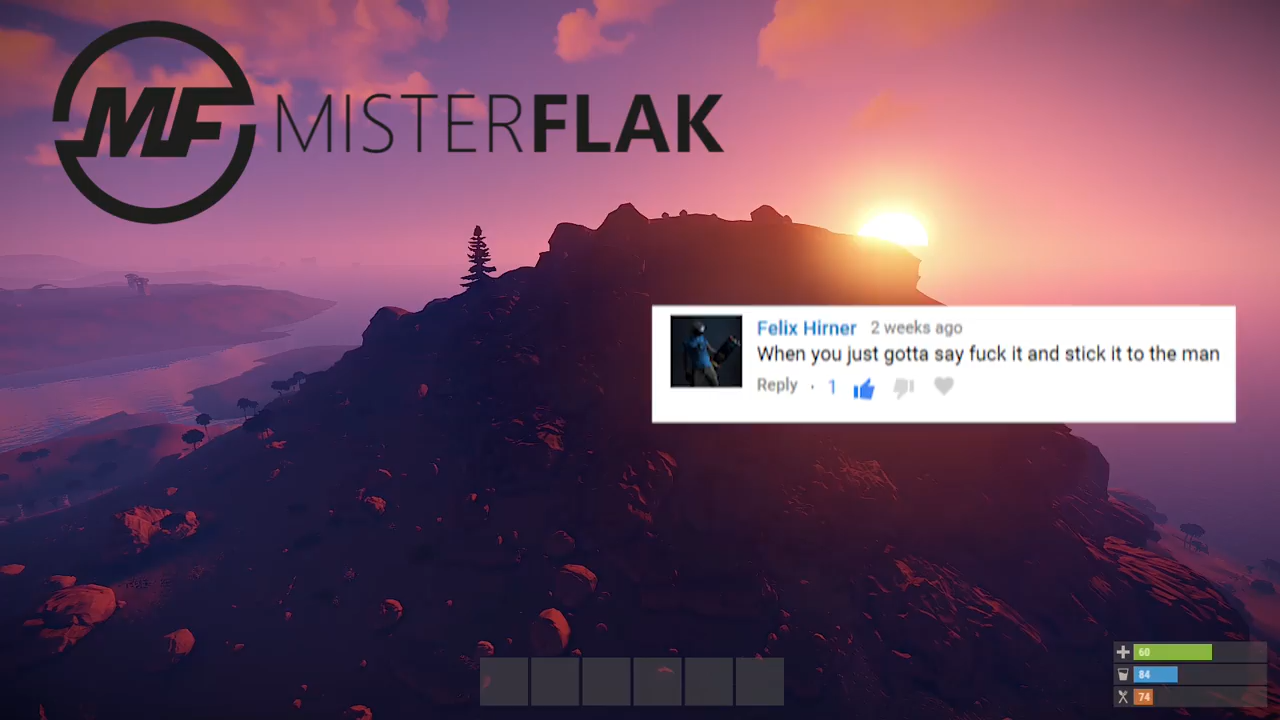 MF MISTERFLAK
Felix Hirner 2 weeks ago
When you just gotta say fuck it and stick it to the man
Reply · 1
60
84
74